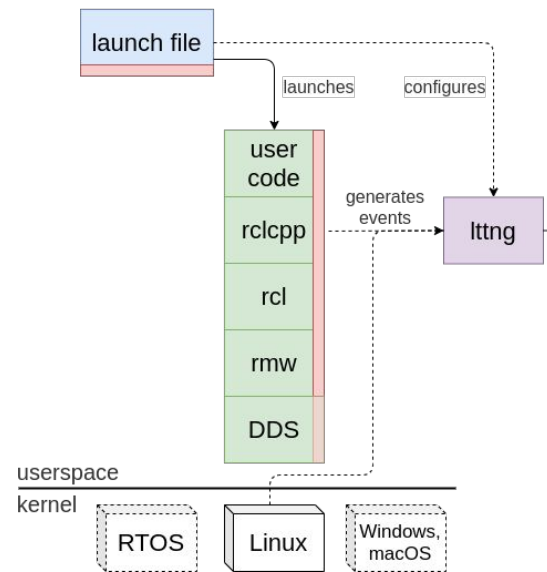 launch file
launches
configures
user
code
generates
events
rclcpp
lttng
rcl
rmw
DDS
userspace
kernel
RTOS
Linux
Windows,
macOS